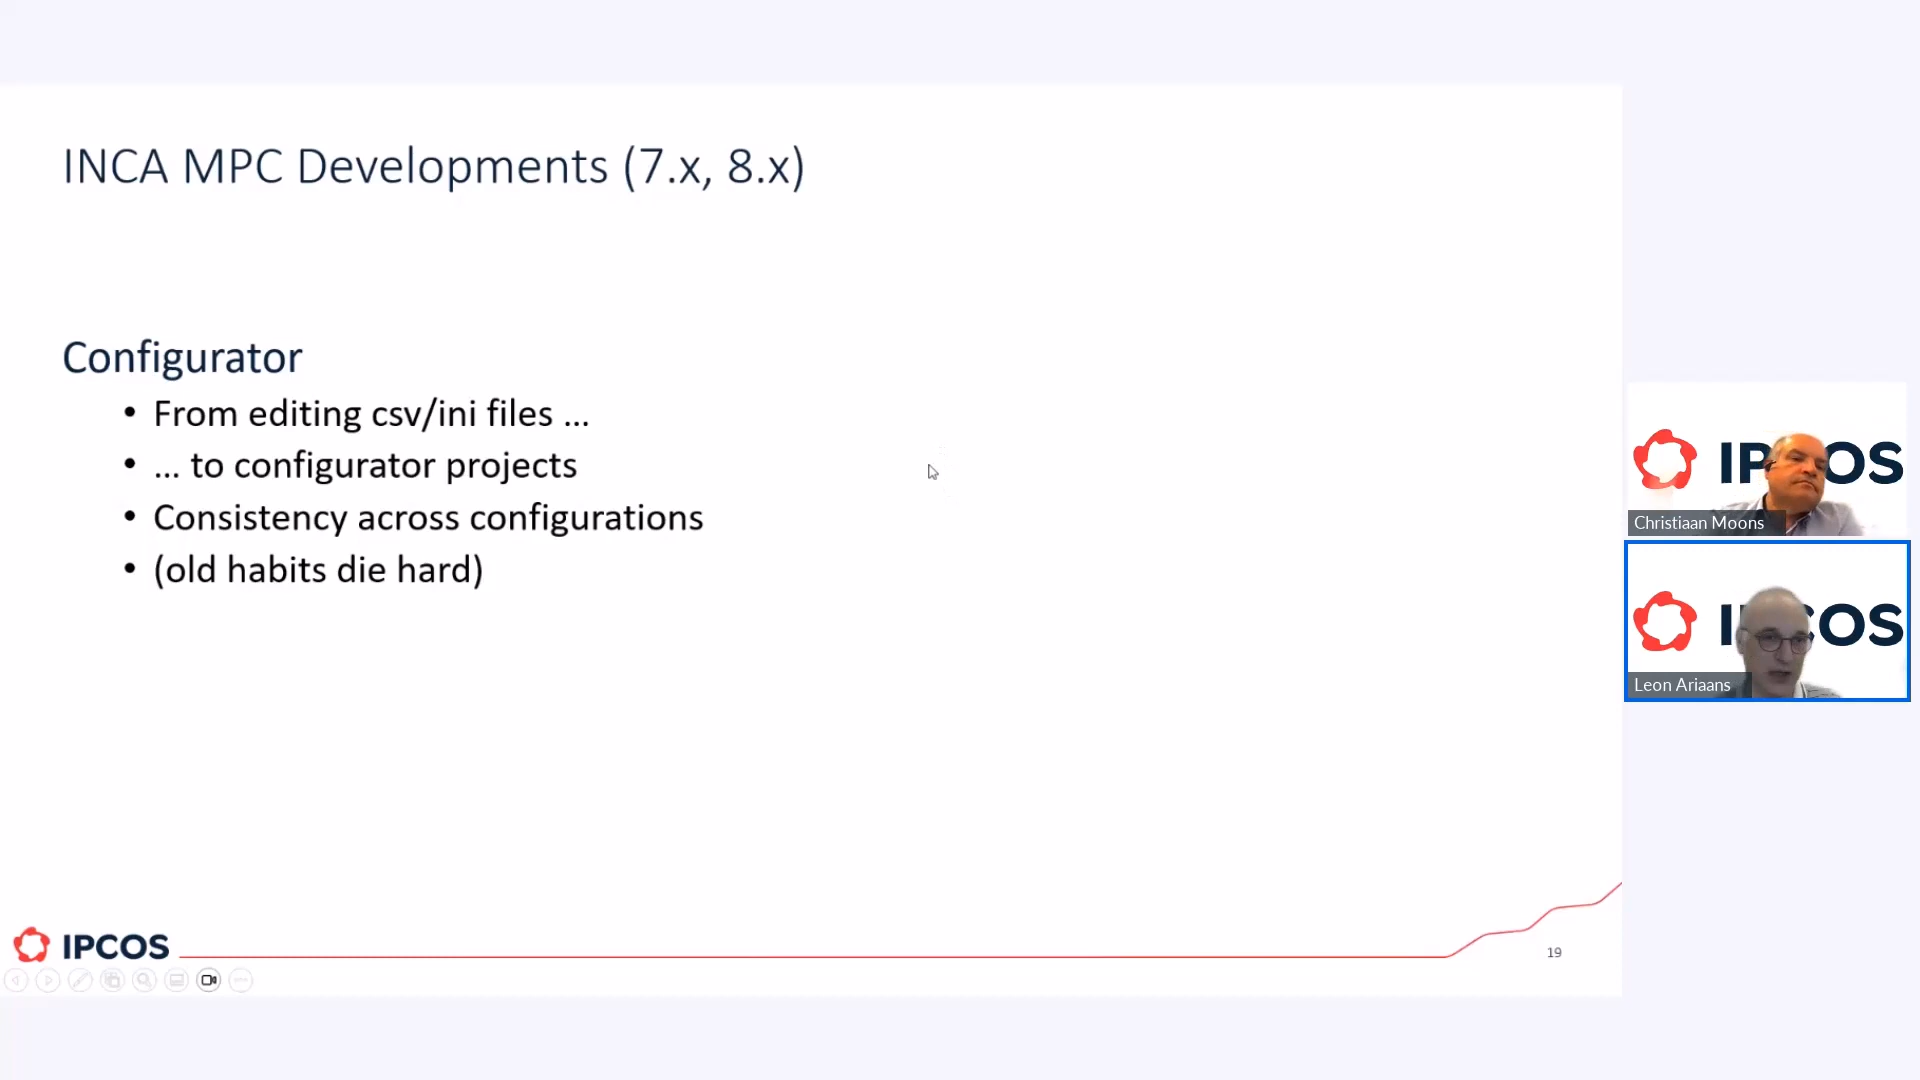 INCA MPC Developments (7.x, 8.x)
Configurator
• From editing csv/ini files ...
• ... to configurator projects
• Consistency across configurations
• (old habits die hard)
IPCOS
19
Christiaan Moons
Leon Ariaans